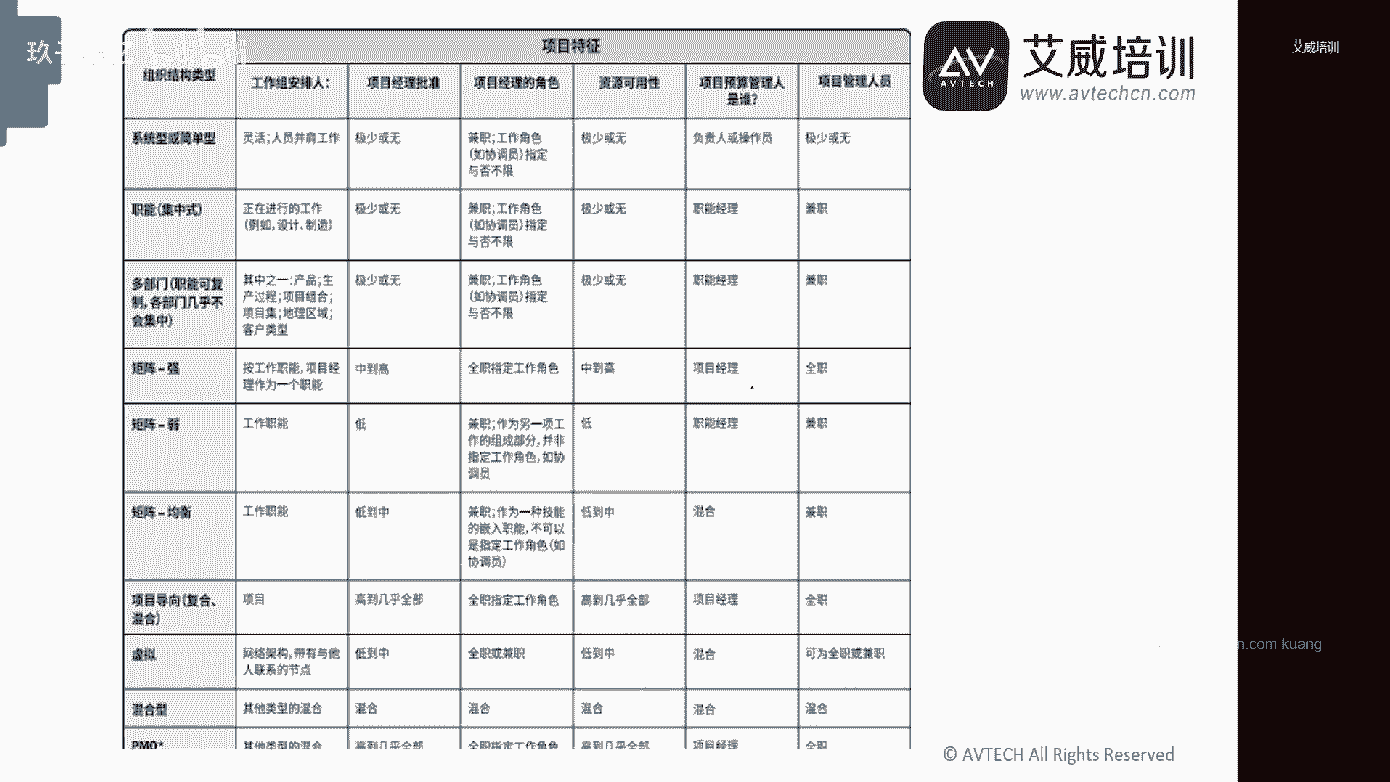 玖
艾威培训
www.avtechcn.com
艾威培训
项目特征
组织结构类型
工作组安排人:
项目经理批准
项目经理的角色
资源可用性
项目预算管理人
是谁?
项目管理人员
系统型或简单型
灵活;人员并肩工作
极少或无
兼职;工作角色
(如协调员)指定
与否不限
极少或无
负责人或操作员
极少或无
职能(集中式)
正在进行的工作
(例如,设计、制造)
极少或无
兼职;工作角色
(如协调员)指定
与否不限
极少或无
职能经理
兼职
多部门(职能可复
制,各部门几乎不
会集中)
其中之一:产品;生
产过程;项目组合;
项目集;地理区域;
客户类型
极少或无
兼职;工作角色
(如协调员)指定
与否不限
极少或无
职能经理
兼职
矩阵 – 强
按工作职能,项目经
理作为一个职能
中到高
全职指定工作角色
中到高
项目经理
全职
矩阵 – 弱
工作职能
低
兼职;作为另一项工
作的组成部分,并非
指定工作角色,如协
调员
低
职能经理
兼职
矩阵 – 均衡
工作职能
低到中
兼职;作为一种技能
的嵌入职能,不可以
是指定工作角色(如
协调员)
低到中
混合
兼职
项目导向(复合、
混合)
项目
高到几乎全部
全职指定工作角色
高到几乎全部
项目经理
全职
虚拟
网络架构,带有与他
人联系的节点
低到中
全职或兼职
低到中
混合
可为全职或兼职
混合型
其他类型的混合
混合
混合
混合
混合
混合
PMO*
其他类型的混合
高到几乎全部
全职指定工作角色
高到几乎全部
项目经理
全职
n.com kuang
© AVTECH All Rights Reserved